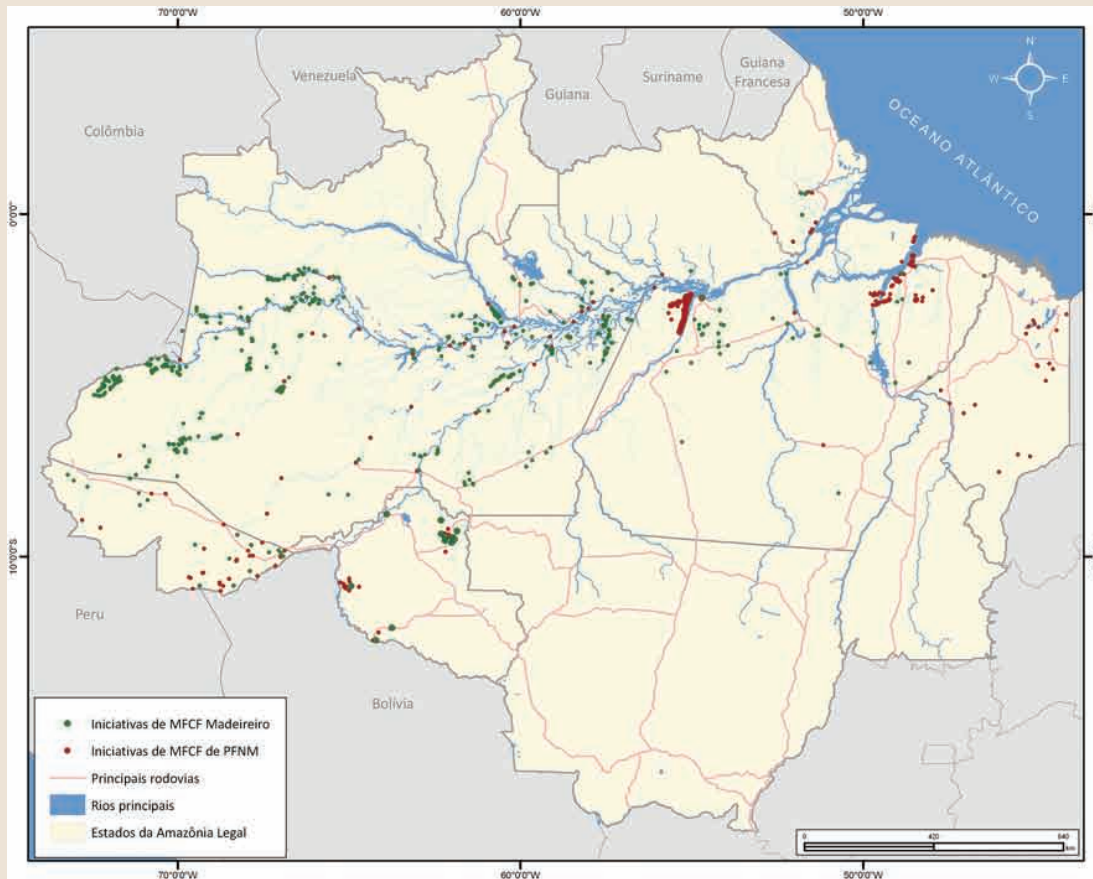 70°0'0"W
60°0'0"W
50°0'0"W
N
W
E
S
Venezuela
Guiana
Suriname
Guiana
Francesa
Colômbia
OCEANO ATLÂNTICO
0°0'0"
10°0'0"S
Peru
Bolívia
Iniciativas de MFCF Madeireiro
Iniciativas de MFCF de PFNM
Principais rodovias
Rios principais
Estados da Amazônia Legal
0
420
840
km
70°0'0"W
60°0'0"W
50°0'0"W